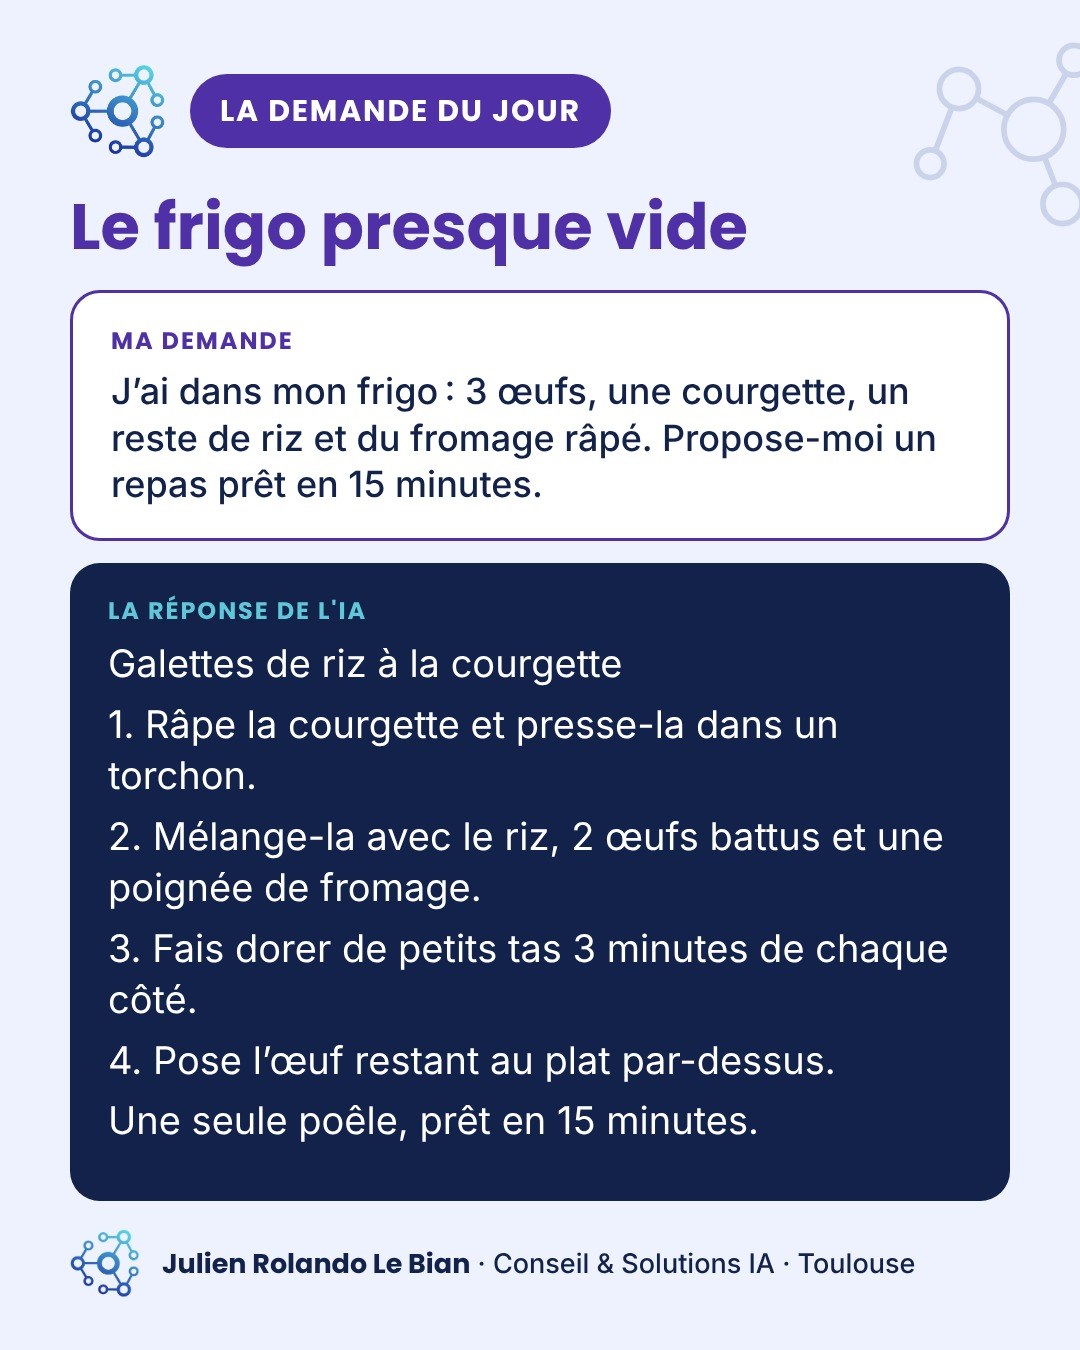 LA DEMANDE DU JOUR
Le frigo presque vide
MA DEMANDE
J’ai dans mon frigo : 3 œufs, une courgette, un
reste de riz et du fromage râpé. Propose-moi un
repas prêt en 15 minutes.
LA RÉPONSE DE L'IA
Galettes de riz à la courgette
1. Râpe la courgette et presse-la dans un
torchon.
2. Mélange-la avec le riz, 2 œufs battus et une
poignée de fromage.
3. Fais dorer de petits tas 3 minutes de chaque
côté.
4. Pose l’œuf restant au plat par-dessus.
Une seule poêle, prêt en 15 minutes.
Julien Rolando Le Bian · Conseil & Solutions IA · Toulouse